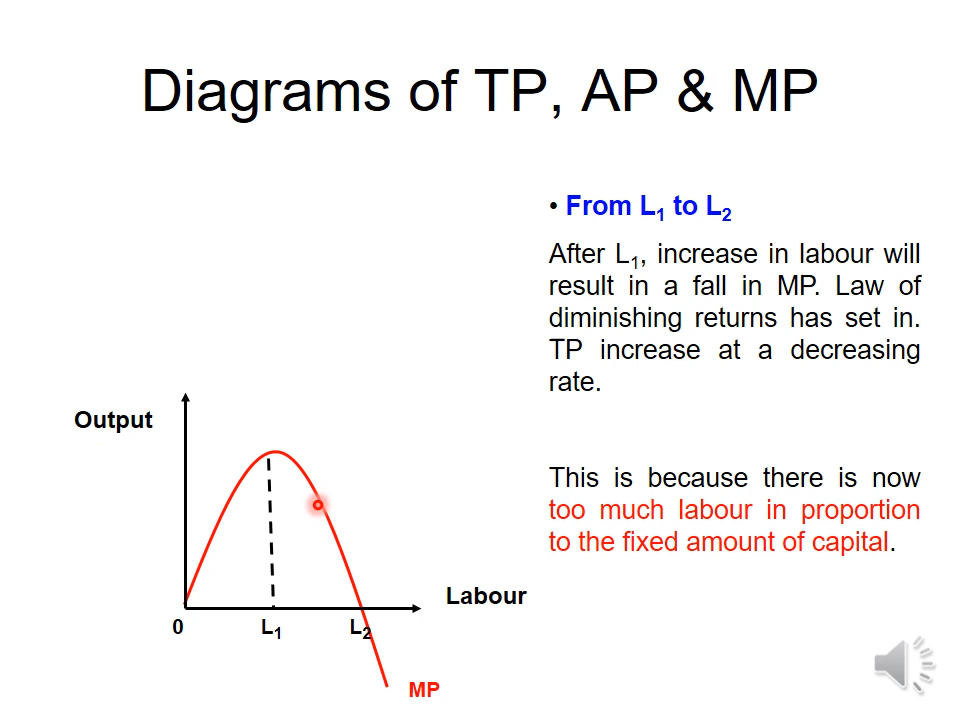 Diagrams of TP, AP & MP
• From L1 to L2
After L1, increase in labour will
result in a fall in MP. Law of
diminishing returns has set in.
TP increase at a decreasing
rate.
This is because there is now
too much labour in proportion
to the fixed amount of capital.
Output
Labour
0
L1
L2
MP